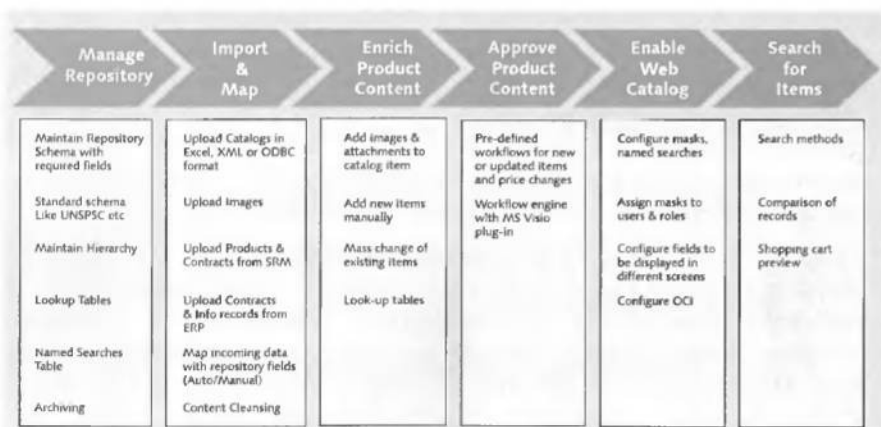 Manage
Repository
Import
&
Map
Enrich
Product
Content
Approve
Product
Content
Enable
Web
Catalog
Search
for
Items
Maintain Repository
Schema with
required fields
Standard schema
Like UNSPSC etc
Maintain Hierarchy
Lookup Tables
Named Searches
Table
Archiving
Upload Catalogs in
Excel, XML or ODBC
format
Upload Images
Upload Products &
Contracts from SRM
Upload Contracts
& Info records from
ERP
Map incoming data
with repository fields
(Auto/Manual)
Content Cleansing
Add images &
attachments to
catalog item
Add new items
manually
Mass change of
existing items
Look-up tables
Pre-defined
workflows for new
or updated items
and price changes
Workflow engine
with MS Visio
plug-in
Configure masks,
named searches
Assign masks to
users & roles
Configure fields to
be displayed in
different screens
Configure OCI
Search methods
Comparison of
records
Shopping cart
preview